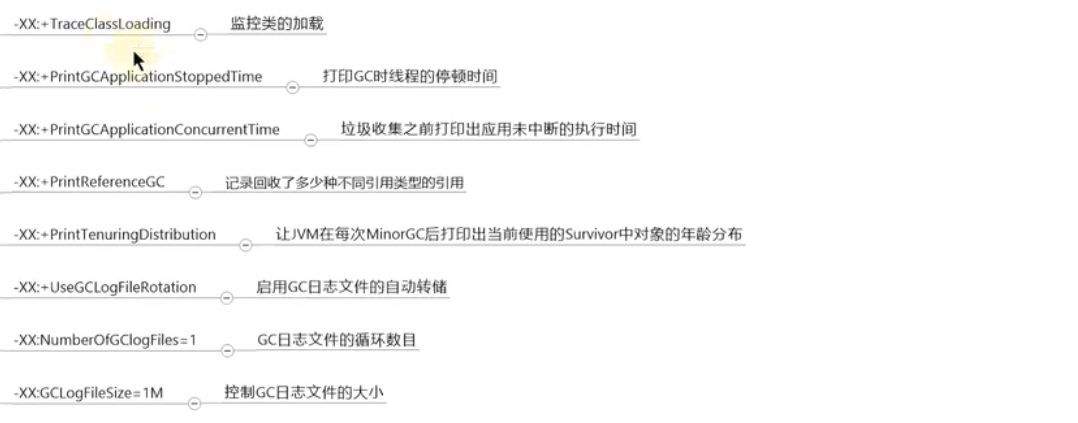 -XX:+TraceClassLoading 监控类的加载
-XX:+PrintGCApplicationStoppedTime 打印GC时线程的停顿时间
-XX:+PrintGCApplicationConcurrentTime 垃圾收集之前打印出应用未中断的执行时间
-XX:+PrintReferenceGC 记录回收了多少种不同引用类型的引用
-XX:+PrintTenuringDistribution 让JVM在每次MinorGC后打印出当前使用的Survivor中对象的年龄分布
-XX:+UseGCLogFileRotation 启用GC日志文件的自动转储
-XX:NumberOfGClogFiles=1 GC日志文件的循环数目
-XX:GCLogFileSize=1M 控制GC日志文件的大小